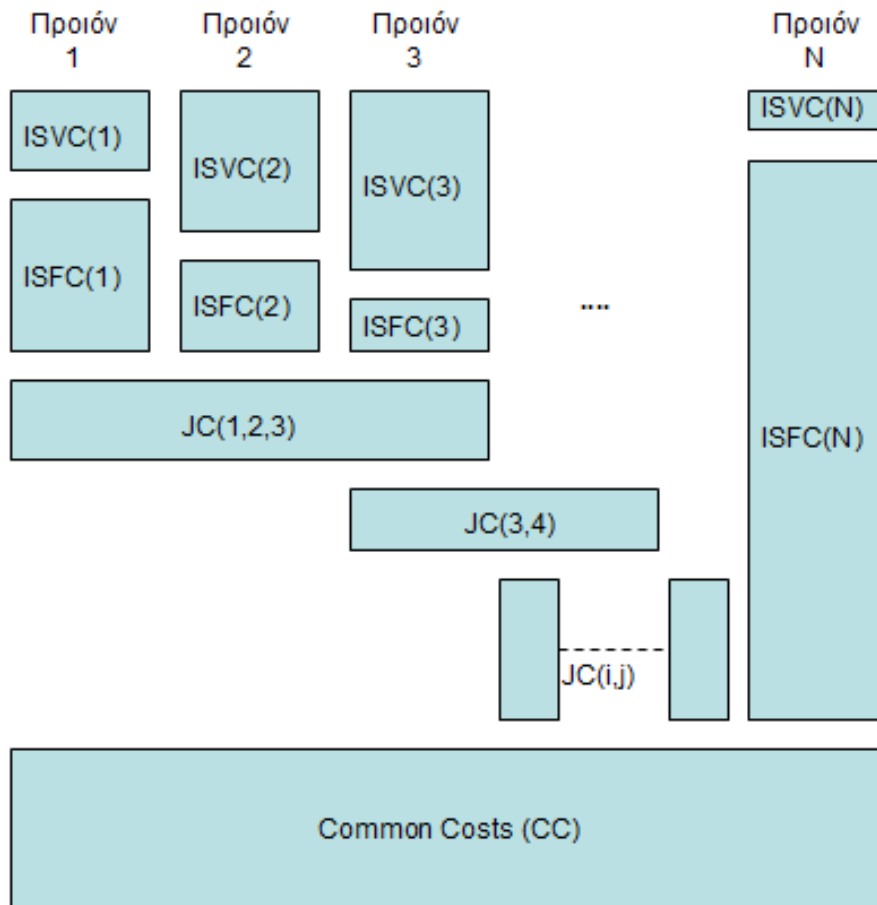 Προιόν
1
Προιόν
2
Προιόν
3
Προιόν
N
ISVC(1)
ISVC(2)
ISVC(3)
ISVC(N)
ISFC(1)
ISFC(2)
ISFC(3)
....
ISFC(N)
JC(1,2,3)
JC(3,4)
JC(i,j)
Common Costs (CC)